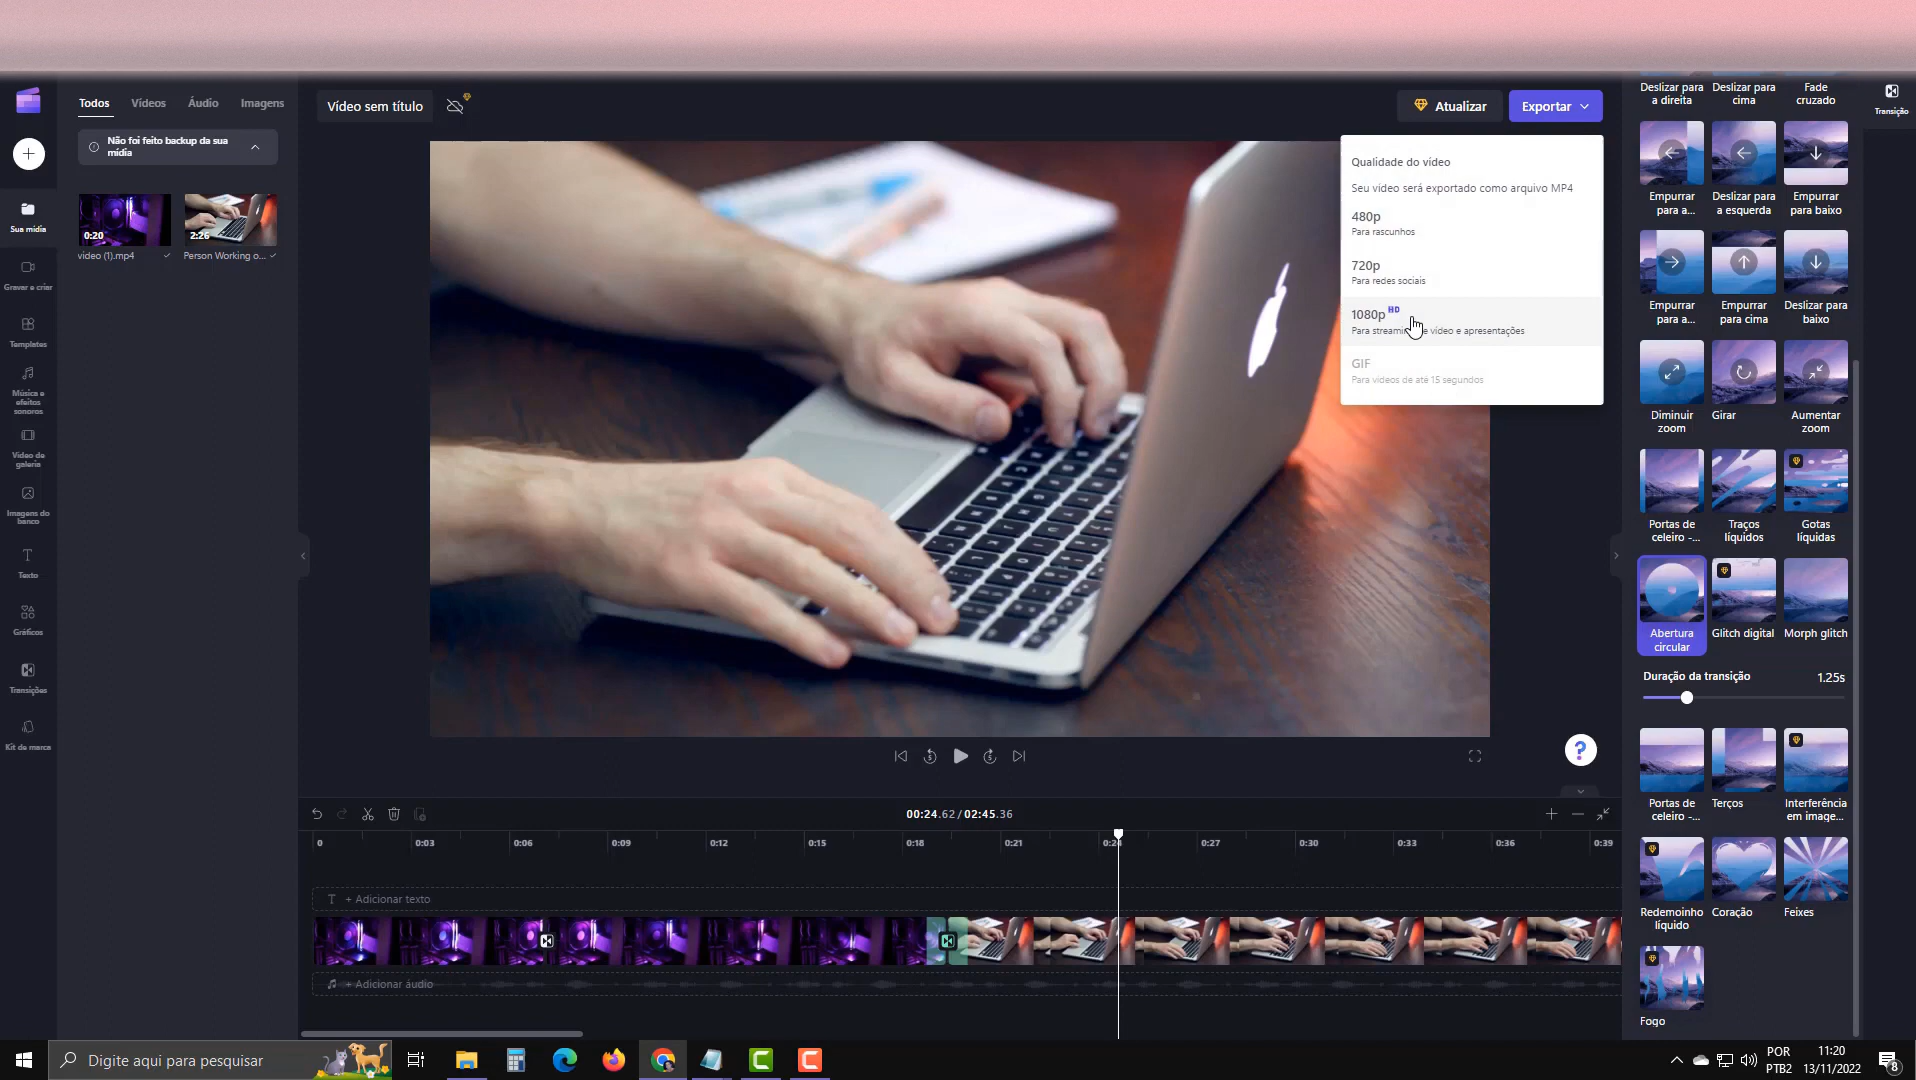 Todos
Vídeos
Áudio
Imagens
Vídeo sem título
Atualizar
Exportar
Não foi feito backup da sua
mídia
0:20
2:26
video (1).mp4
Person Working o...
Sua mídia
Gravar e criar
Templates
Música e
efeitos
sonoros
Vídeo de
galeria
Imagens do
banco
Texto
Gráficos
Transições
Kit de marca
Qualidade do vídeo
Seu vídeo será exportado como arquivo MP4
480p
Para rascunhos
720p
Para redes sociais
1080p HD
Para streaming de vídeo e apresentações
GIF
Para vídeos de até 15 segundos
Deslizar para
a direita
Deslizar para
cima
Fade
cruzado
Transição
Empurrar
para a...
Deslizar para
a esquerda
Empurrar
para baixo
Empurrar
para a...
Empurrar
para cima
Deslizar para
baixo
Diminuir
zoom
Girar
Aumentar
zoom
Portas de
celeiro -...
Traços
líquidos
Gotas
líquidas
Abertura
circular
Glitch digital
Morph glitch
Duração da transição
1.25s
Portas de
celeiro -...
Terços
Interferência
em image...
Redemoinho
líquido
Coração
Feixes
Fogo
?
00:24.62 / 02:45.36
0
0:03
0:06
0:09
0:12
0:15
0:18
0:21
0:24
0:27
0:30
0:33
0:36
0:39
T + Adicionar texto
+ Adicionar áudio
Digite aqui para pesquisar
POR
PTB2
11:20
13/11/2022
8